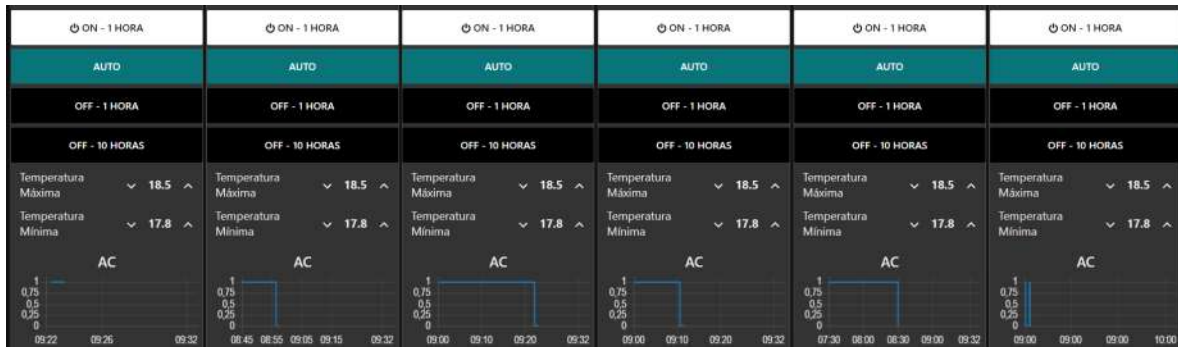 ON - 1 HORA
AUTO
OFF - 1 HORA
OFF - 10 HORAS
Temperatura
Máxima
18.5
Temperatura
Mínima
17.8
AC
1
0,75
0,5
0,25
0
09:22 09:26 09:32
ON - 1 HORA
AUTO
OFF - 1 HORA
OFF - 10 HORAS
Temperatura
Máxima
18.5
Temperatura
Mínima
17.8
AC
1
0,75
0,5
0,25
0
08:45 08:55 09:05 09:15 09:32
ON - 1 HORA
AUTO
OFF - 1 HORA
OFF - 10 HORAS
Temperatura
Máxima
18.5
Temperatura
Mínima
17.8
AC
1
0,75
0,5
0,25
0
09:00 09:10 09:20 09:32
ON - 1 HORA
AUTO
OFF - 1 HORA
OFF - 10 HORAS
Temperatura
Máxima
18.5
Temperatura
Mínima
17.8
AC
1
0,75
0,5
0,25
0
09:00 09:10 09:20 09:32
ON - 1 HORA
AUTO
OFF - 1 HORA
OFF - 10 HORAS
Temperatura
Máxima
18.5
Temperatura
Mínima
17.8
AC
1
0,75
0,5
0,25
0
07:30 08:00 08:30 09:00 09:32
ON - 1 HORA
AUTO
OFF - 1 HORA
OFF - 10 HORAS
Temperatura
Máxima
18.5
Temperatura
Mínima
17.8
AC
1
0,75
0,5
0,25
0
09:00 09:00 09:00 10:00